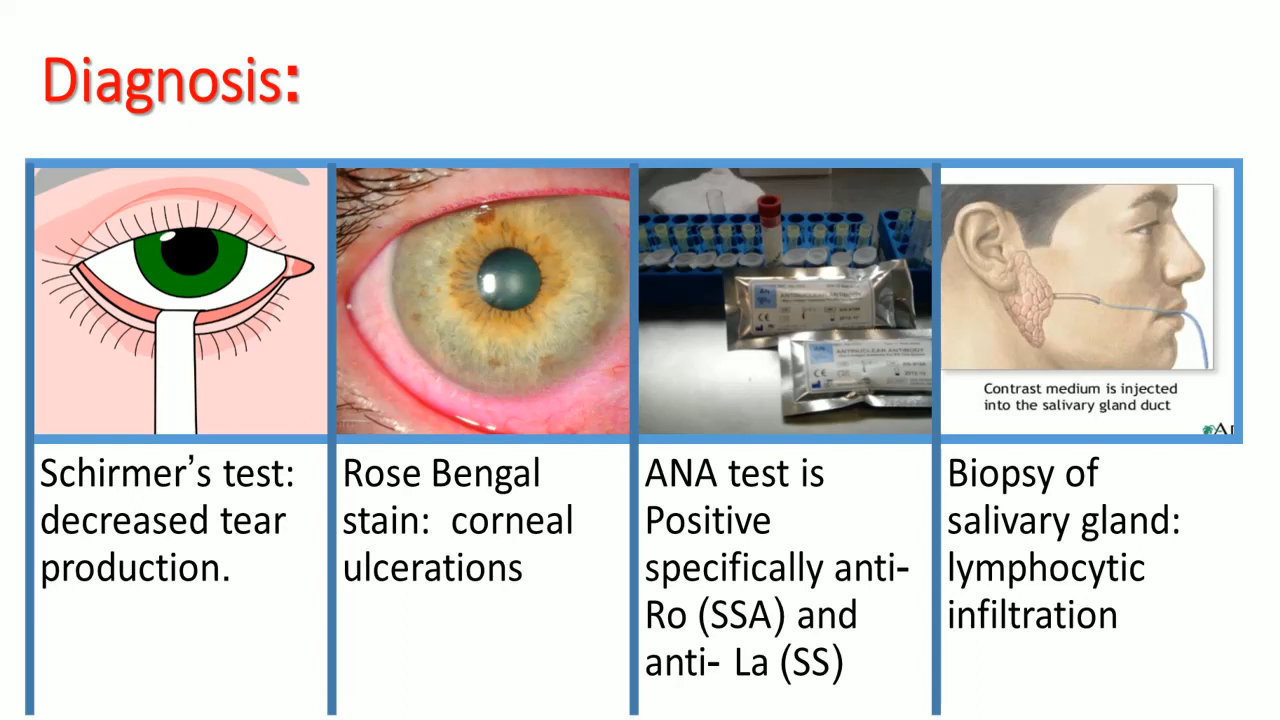 Diagnosis:
ANTINUCLEAR ANTIBODY
Contrast medium is injected
into the salivary gland duct
Schirmer’s test:
decreased tear
production.
Rose Bengal
stain:  corneal
ulcerations
ANA test is
Positive
specifically anti-
Ro (SSA) and
anti- La (SS)
Biopsy of
salivary gland:
lymphocytic
infiltration